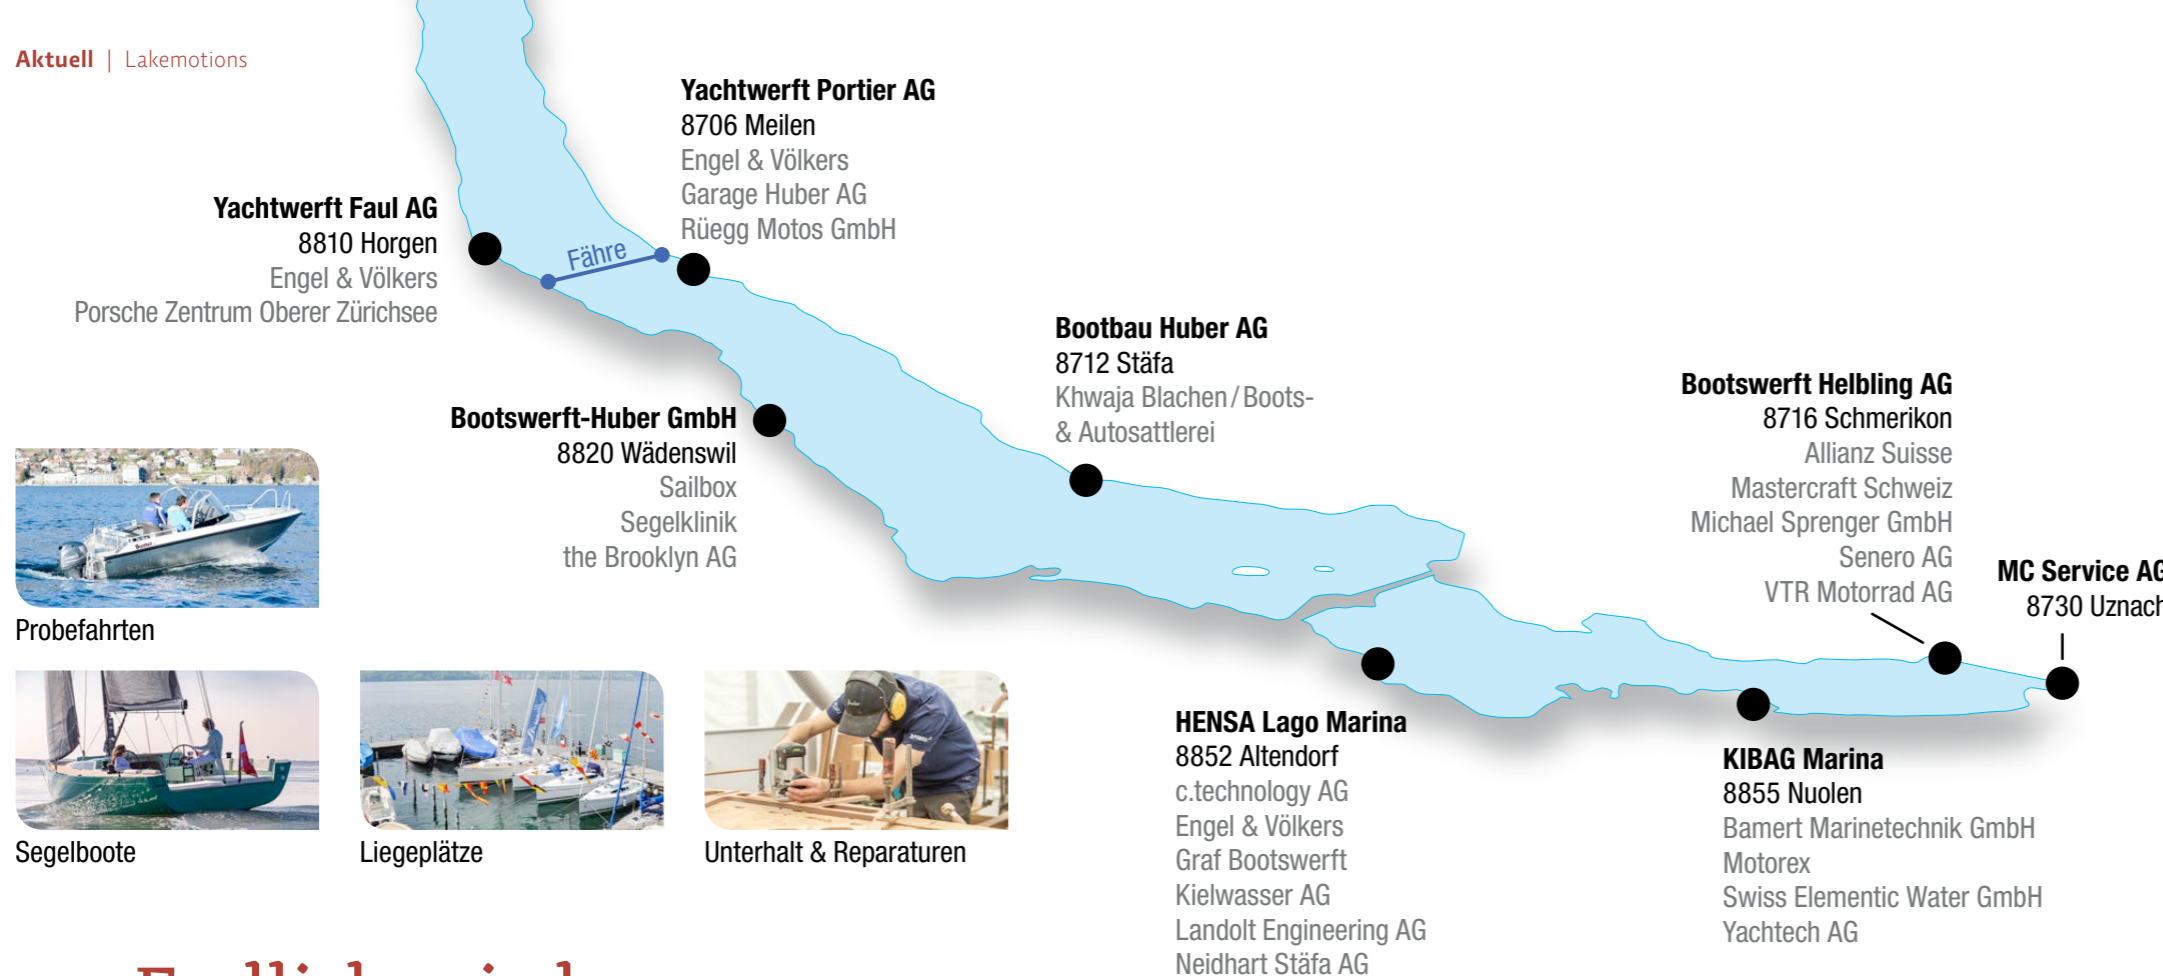 Aktuell | Lakemotions
Yachtwerft Portier AG
8706 Meilen
Engel & Völkers
Garage Huber AG
Rüegg Motos GmbH
Yachtwerft Faul AG
8810 Horgen
Engel & Völkers
Porsche Zentrum Oberer Zürichsee
Fähre
Bootbau Huber AG
8712 Stäfa
Khwaja Blachen / Boots-
& Autosattlerei
Bootswerft-Huber GmbH
8820 Wädenswil
Sailbox
Segelklinik
the Brooklyn AG
Bootswerft Helbling AG
8716 Schmerikon
Allianz Suisse
Mastercraft Schweiz
Michael Sprenger GmbH
Senero AG
VTR Motorrad AG
MC Service AG
8730 Uznach
Probefahrten
Segelboote
Liegeplätze
Unterhalt & Reparaturen
HENSA Lago Marina
8852 Altendorf
c.technology AG
Engel & Völkers
Graf Bootswerft
Kielwasser AG
Landolt Engineering AG
Neidhart Stäfa AG
KIBAG Marina
8855 Nuolen
Bamert Marinetechnik GmbH
Motorex
Swiss Elementic Water GmbH
Yachtech AG